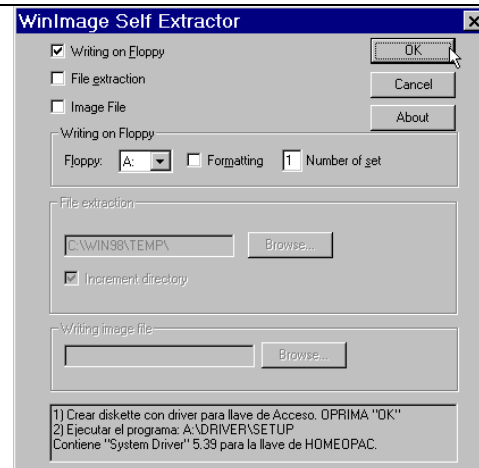 WinImage Self Extractor
Writing on Floppy
OK
File extraction
Cancel
Image File
About
Writing on Floppy
Floppy: A: Formatting 1 Number of set
File extraction
C:\WIN98\TEMP\ Browse...
Increment directory
Writing image file
Browse...
1) Crear diskette con driver para llave de Acceso. OPRIMA "OK"
2) Ejecutar el programa: A:\DRIVER\SETUP
Contiene "System Driver" 5.39 para la llave de HOMEOPAC.